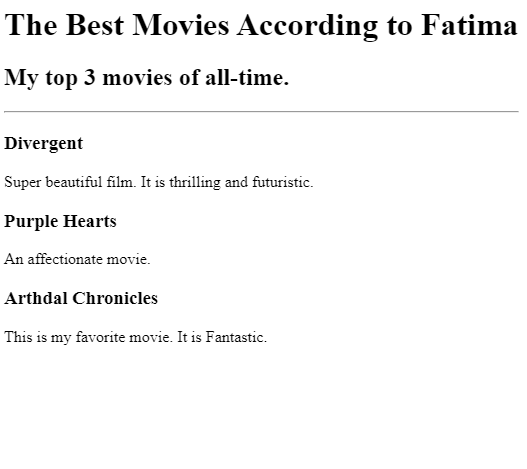 The Best Movies According to Fatima
My top 3 movies of all-time.
Divergent
Super beautiful film. It is thrilling and futuristic.
Purple Hearts
An affectionate movie.
Arthdal Chronicles
This is my favorite movie. It is Fantastic.